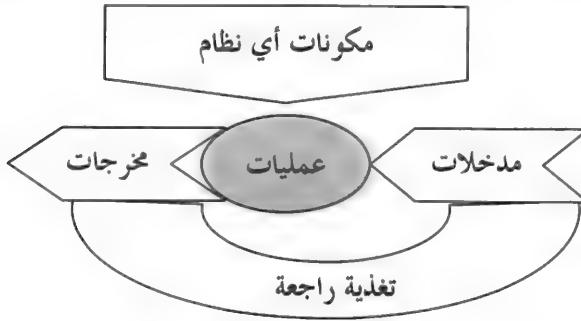 مكونات أي نظام
مدخلات
عمليات
مخرجات
تغذية راجعة